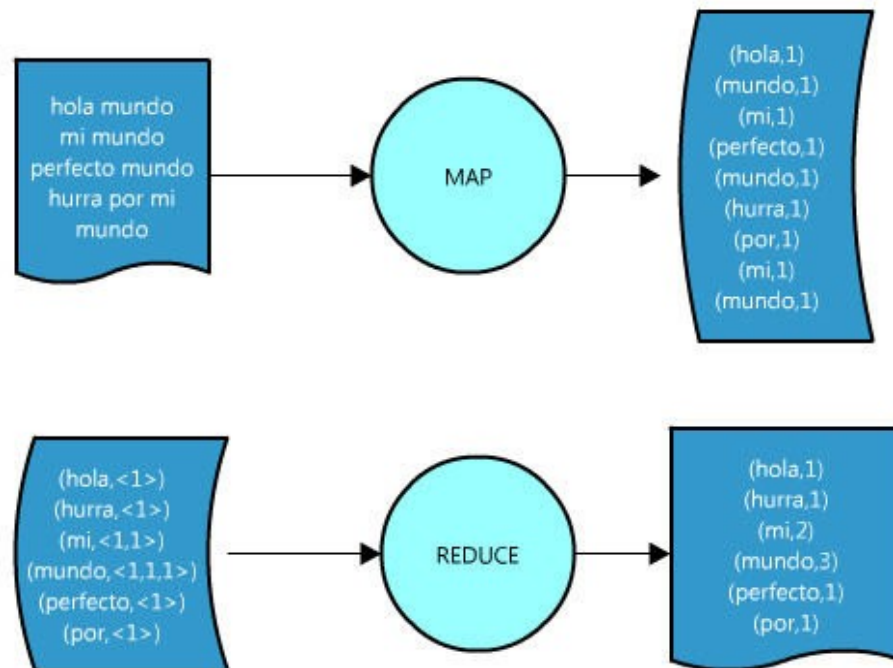 hola mundo
mi mundo
perfecto mundo
hurra por mi
mundo
MAP
(hola,1)
(mundo,1)
(mi,1)
(perfecto,1)
(mundo,1)
(hurra,1)
(por,1)
(mi,1)
(mundo,1)
(hola,<1>)
(hurra,<1>)
(mi,<1,1>)
(mundo,<1,1,1>)
(perfecto,<1>)
(por,<1>)
REDUCE
(hola,1)
(hurra,1)
(mi,2)
(mundo,3)
(perfecto,1)
(por,1)